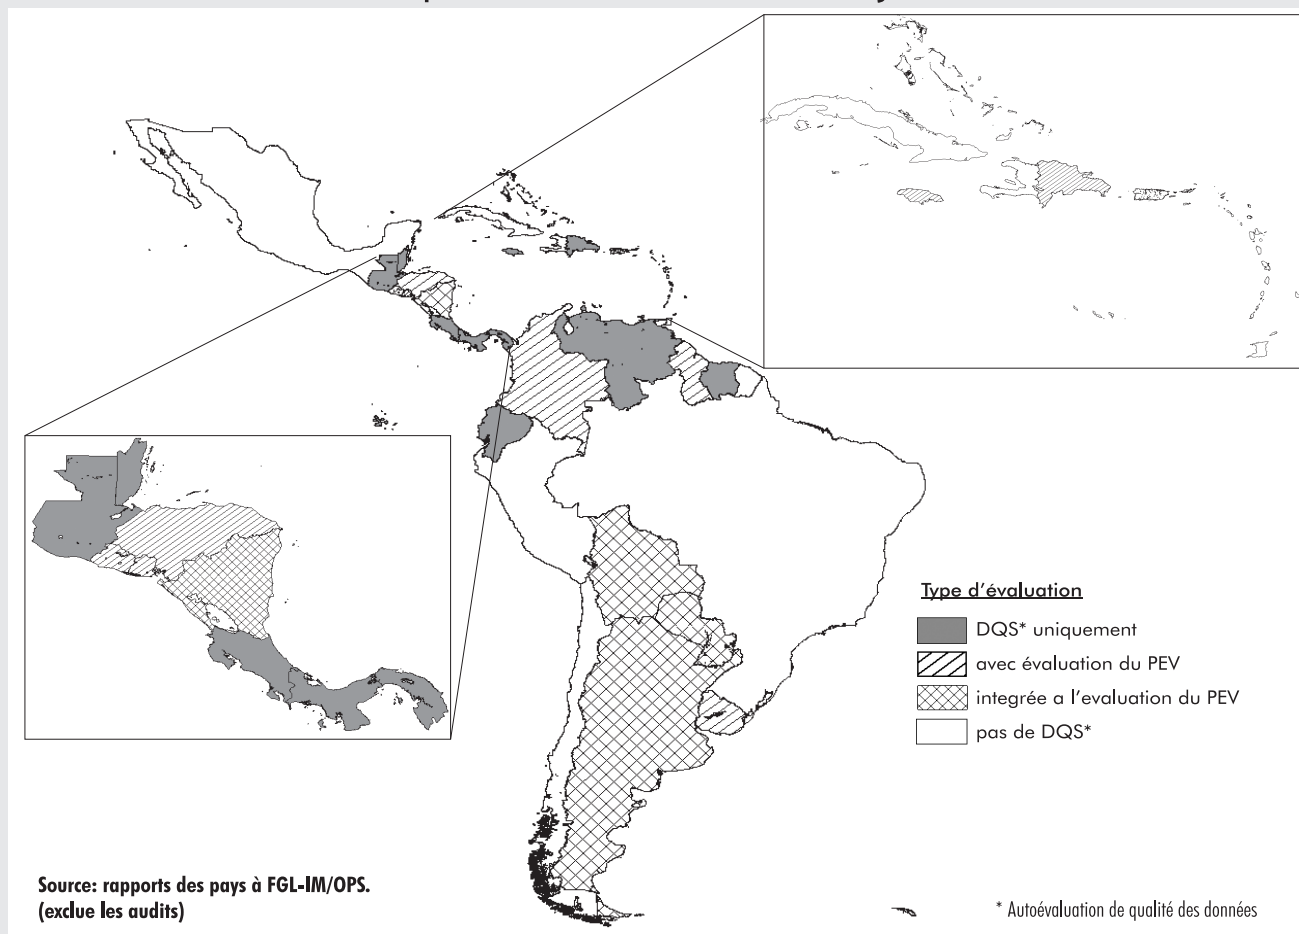 Type d'évaluation
DQS* uniquement
avec évaluation du PEV
integrée a l'evaluation du PEV
pas de DQS*
Source: rapports des pays à FGL-IM/OPS.
(exclue les audits)
* Autoévaluation de qualité des données